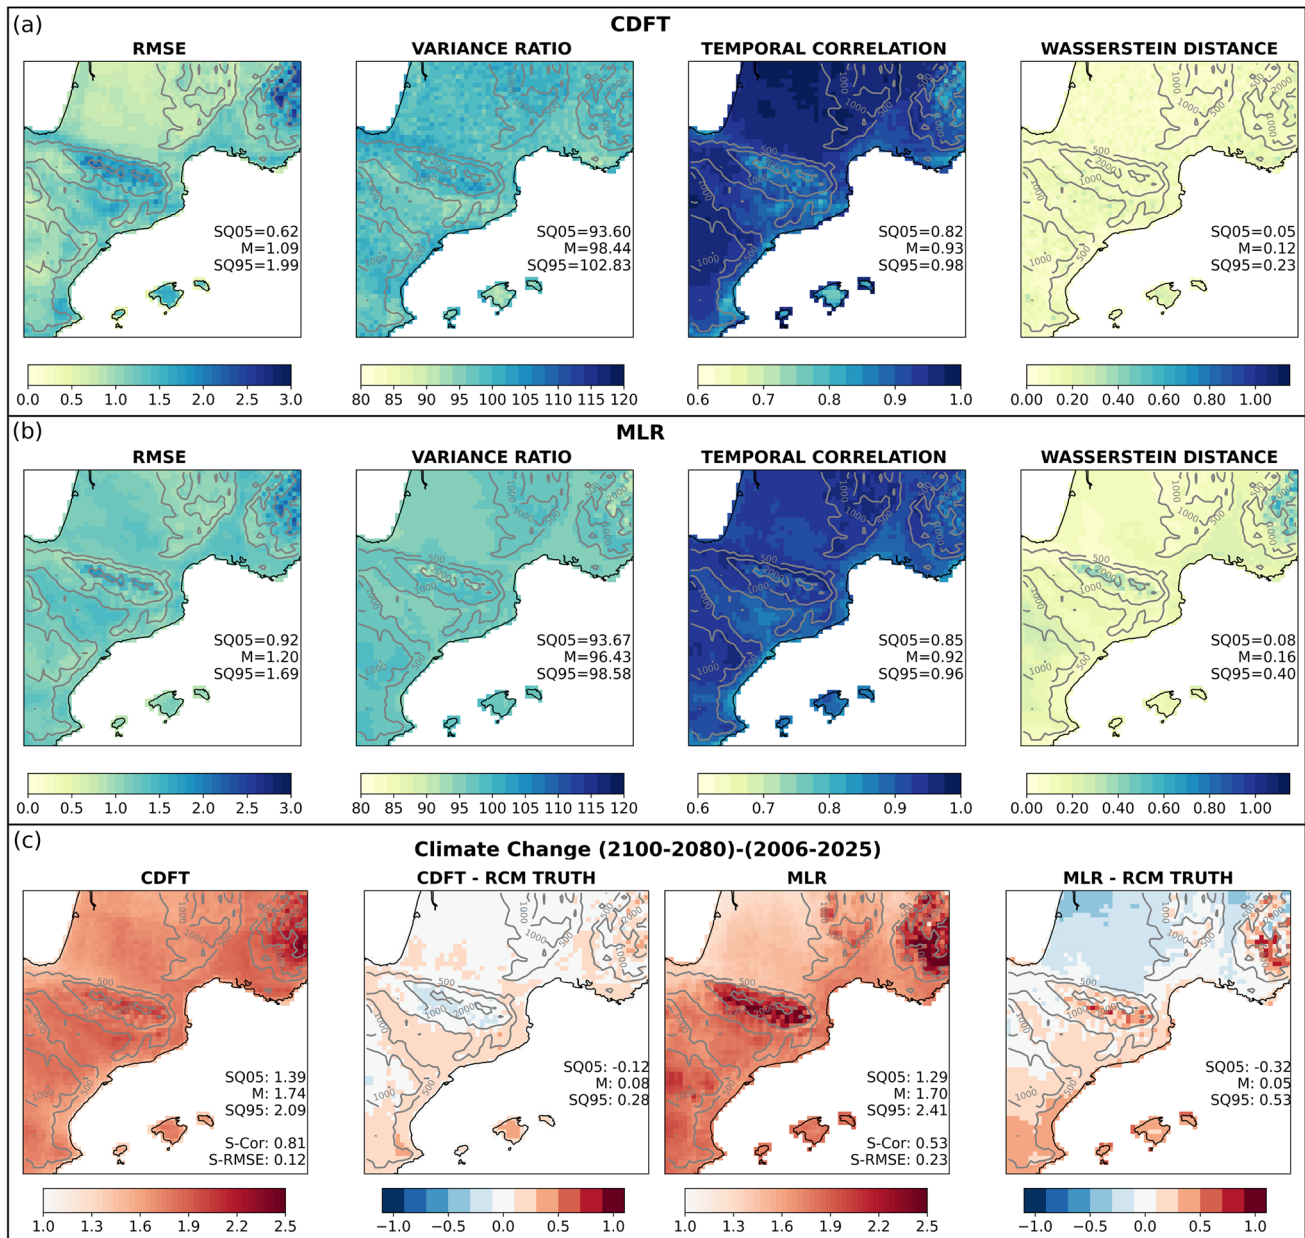 (a)
CDFT
RMSE
VARIANCE RATIO
TEMPORAL CORRELATION
WASSERSTEIN DISTANCE
SQ05=0.62
M=1.09
SQ95=1.99
SQ05=93.60
M=98.44
SQ95=102.83
SQ05=0.82
M=0.93
SQ95=0.98
SQ05=0.05
M=0.12
SQ95=0.23
0.0 0.5 1.0 1.5 2.0 2.5 3.0
80 85 90 95 100 105 110 115 120
0.6 0.7 0.8 0.9 1.0
0.00 0.20 0.40 0.60 0.80 1.00
(b)
MLR
RMSE
VARIANCE RATIO
TEMPORAL CORRELATION
WASSERSTEIN DISTANCE
SQ05=0.92
M=1.20
SQ95=1.69
SQ05=93.67
M=96.43
SQ95=98.58
SQ05=0.85
M=0.92
SQ95=0.96
SQ05=0.08
M=0.16
SQ95=0.40
0.0 0.5 1.0 1.5 2.0 2.5 3.0
80 85 90 95 100 105 110 115 120
0.6 0.7 0.8 0.9 1.0
0.00 0.20 0.40 0.60 0.80 1.00
(c)
Climate Change (2100-2080)-(2006-2025)
CDFT
CDFT - RCM TRUTH
MLR
MLR - RCM TRUTH
SQ05: 1.39
M: 1.74
SQ95: 2.09
S-Cor: 0.81
S-RMSE: 0.12
SQ05: -0.12
M: 0.08
SQ95: 0.28
SQ05: 1.29
M: 1.70
SQ95: 2.41
S-Cor: 0.53
S-RMSE: 0.23
SQ05: -0.32
M: 0.05
SQ95: 0.53
1.0 1.3 1.6 1.9 2.2 2.5
−1.0 −0.5 0.0 0.5 1.0
1.0 1.3 1.6 1.9 2.2 2.5
−1.0 −0.5 0.0 0.5 1.0